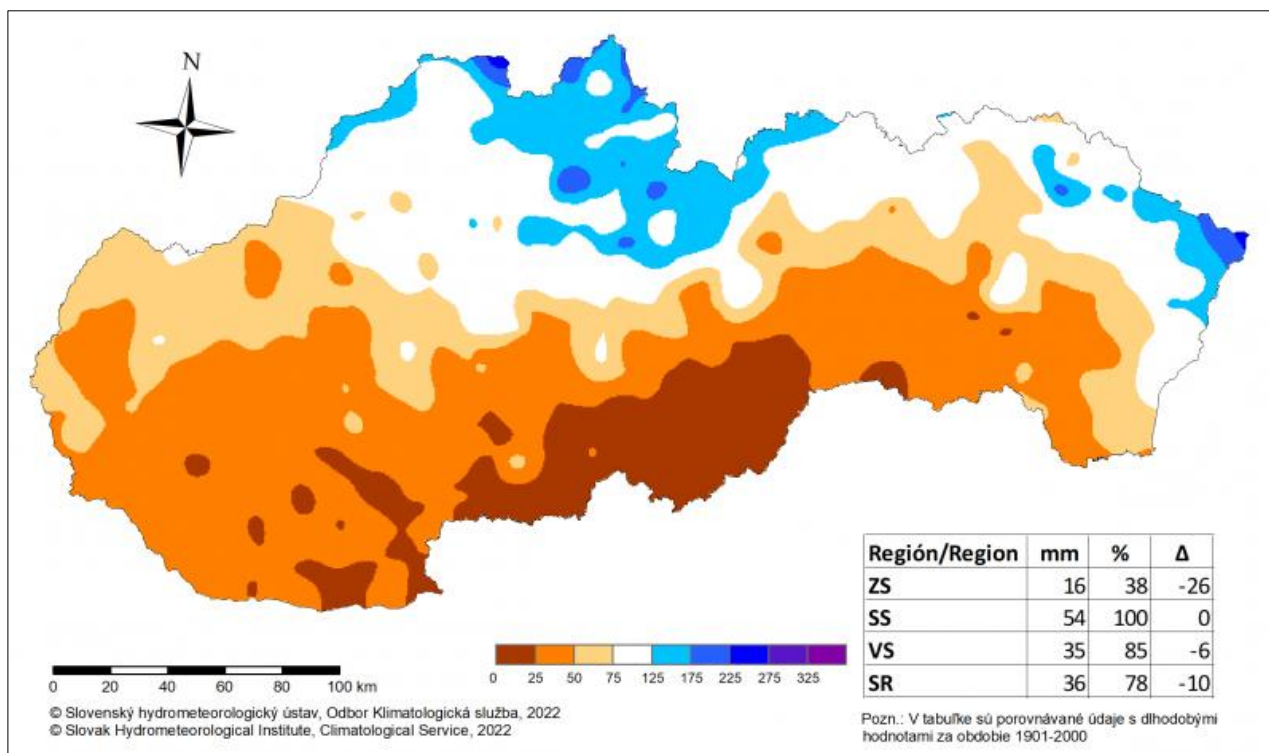 N
Región/Region mm % Δ
ZS 16 38 -26
SS 54 100 0
VS 35 85 -6
SR 36 78 -10
0 25 50 75 125 175 225 275 325
0 20 40 60 80 100 km
© Slovenský hydrometeorologický ústav, Odbor Klimatologická služba, 2022
© Slovak Hydrometeorological Institute, Climatological Service, 2022
Pozn.: V tabuľke sú porovnávané údaje s dlhodobými
hodnotami za obdobie 1901-2000